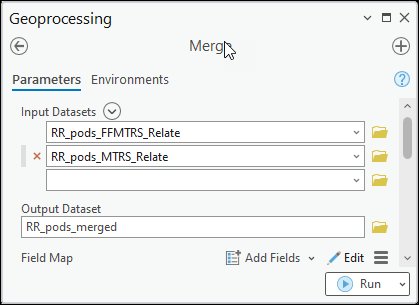 Geoprocessing
Merge
Parameters Environments
Input Datasets
RR_pods_FFMTRS_Relate
RR_pods_MTRS_Relate
Output Dataset
RR_pods_merged
Field Map Add Fields Edit
Run